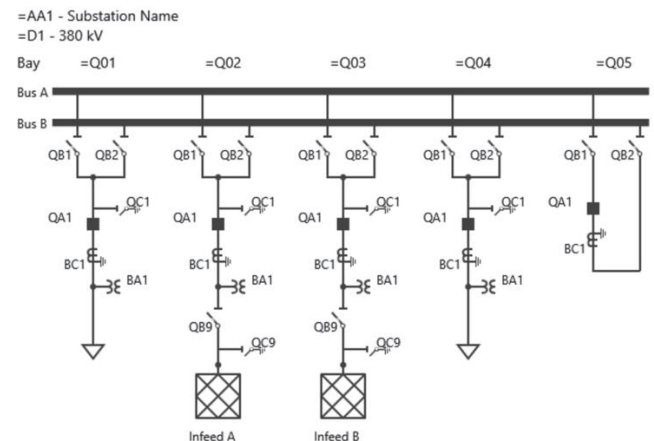 =AA1 - Substation Name
=D1 - 380 kV
Bay =Q01 =Q02 =Q03 =Q04 =Q05
Bus A
Bus B
QB1 QB2 QB1 QB2 QB1 QB2 QB1 QB2 QB1 QB2
QC1 QC1 QC1 QC1
QA1 QA1 QA1 QA1 QA1
BC1 BC1 BC1 BC1 BC1
BA1 BA1 BA1 BA1
QB9 QB9
QC9 QC9
Infeed A Infeed B